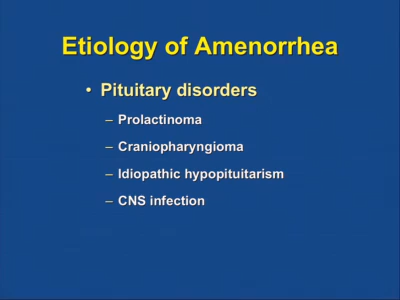 Etiology of Amenorrhea
• Pituitary disorders
– Prolactinoma
– Craniopharyngioma
– Idiopathic hypopituitarism
– CNS infection